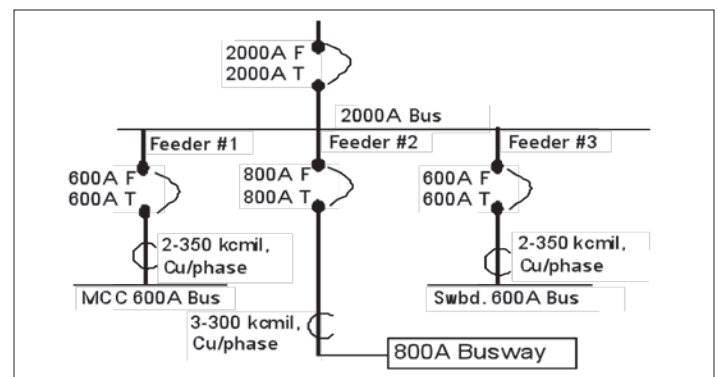 2000A F
2000A T
2000A Bus
Feeder #1
Feeder #2
Feeder #3
600A F
600A T
800A F
800A T
600A F
600A T
2-350 kcmil,
Cu/phase
2-350 kcmil,
Cu/phase
MCC 600A Bus
Swbd. 600A Bus
3-300 kcmil,
Cu/phase
800A Busway